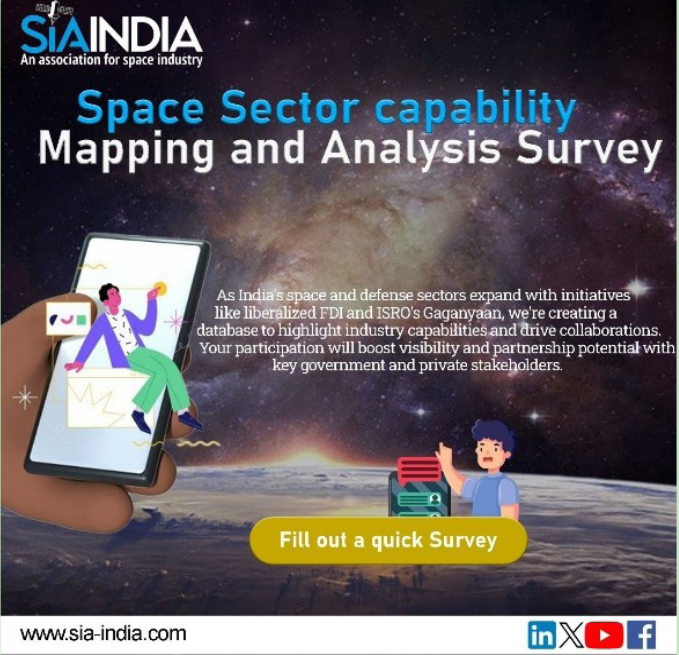 SiAINDIA
An association for space industry
Space Sector capability
Mapping and Analysis Survey
As India's space and defense sectors expand with initiatives
like liberalized FDI and ISRO's Gaganyaan, we're creating a
database to highlight industry capabilities and drive collaborations.
Your participation will boost visibility and partnership potential with
key government and private stakeholders.
Fill out a quick Survey
www.sia-india.com
in X f